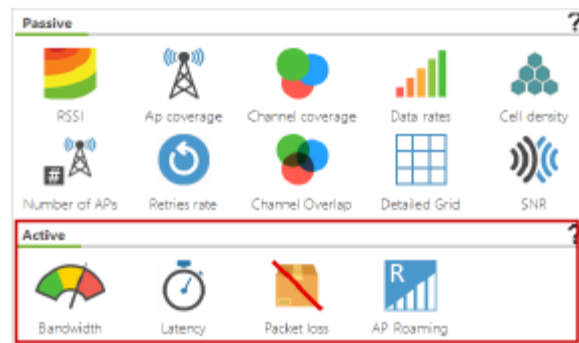 Passive ?
RSSI Ap coverage Channel coverage Data rates Cell density
#
Number of APs Retries rate Channel Overlap Detailed Grid SNR
Active ?
R
Bandwidth Latency Packet loss AP Roaming